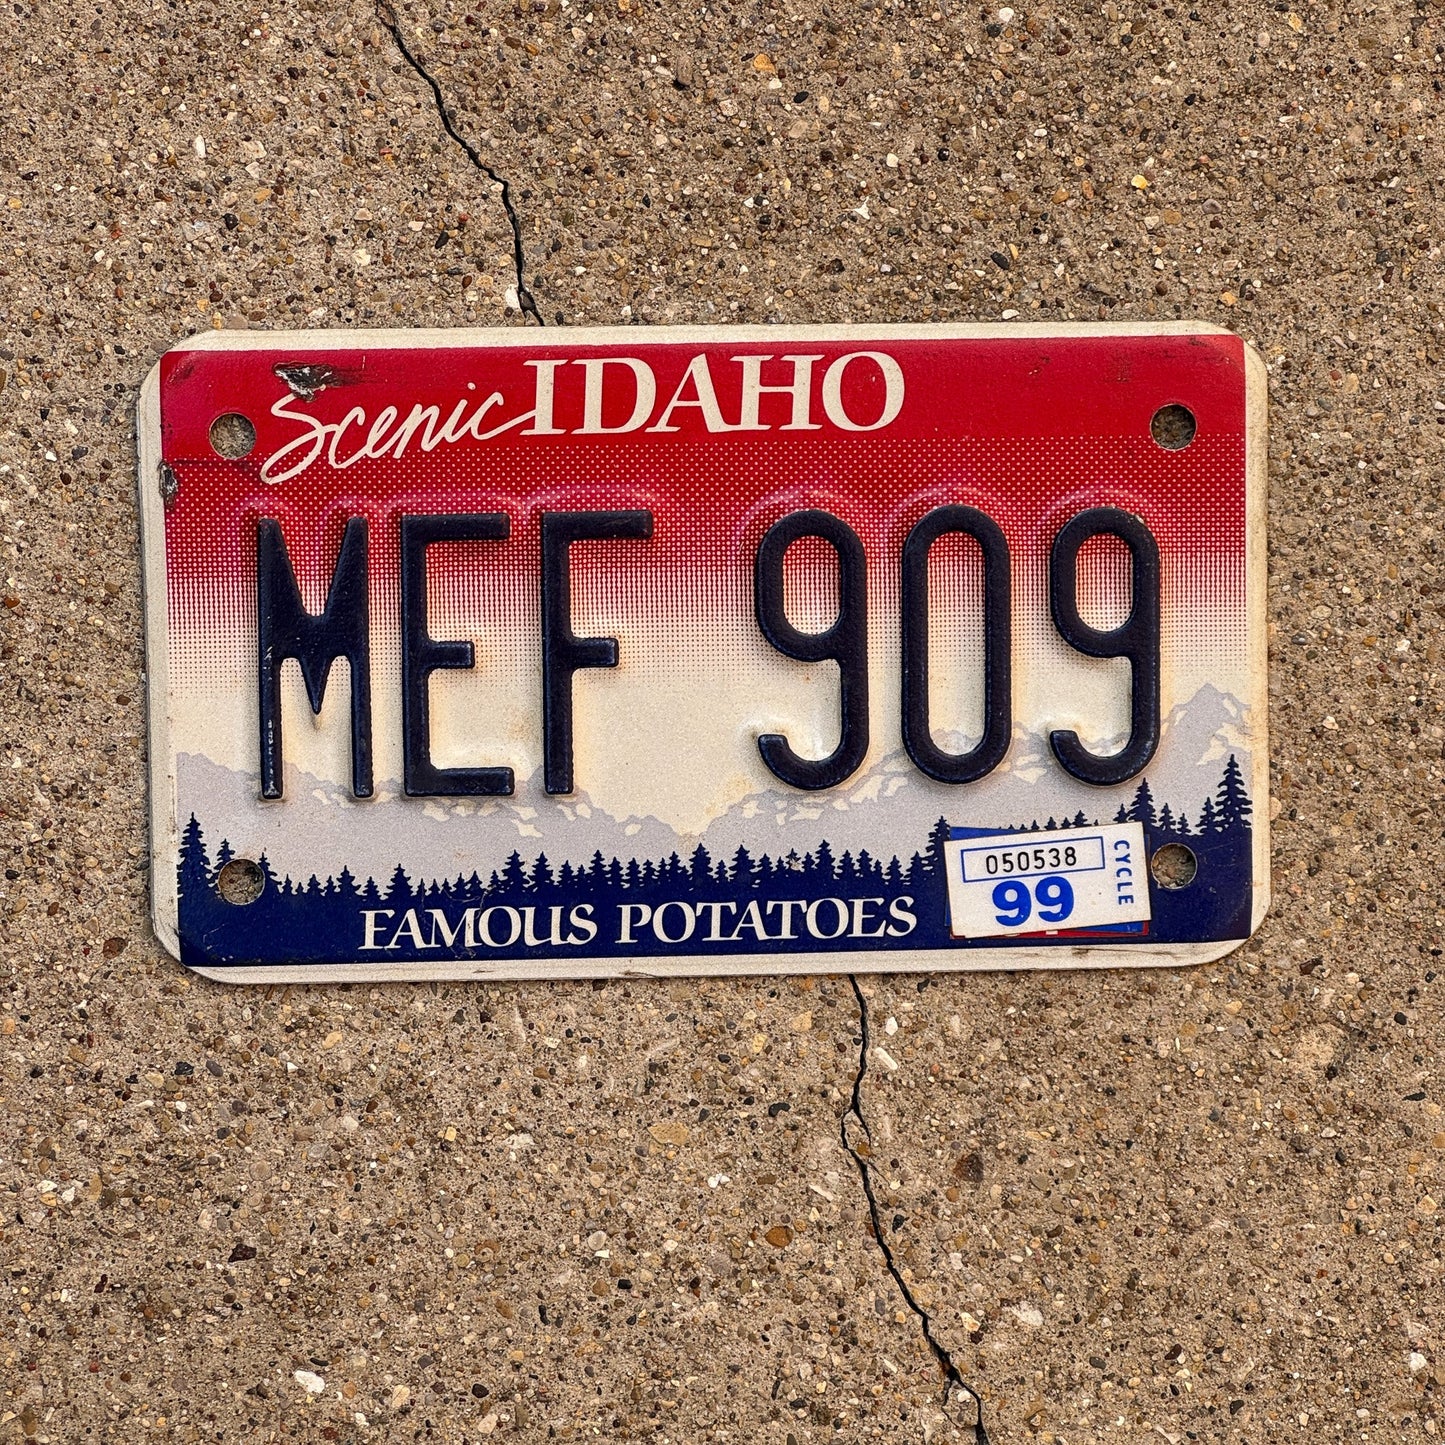 Scenic IDAHO
MEF 909
050538
99
CYCLE
FAMOUS POTATOES